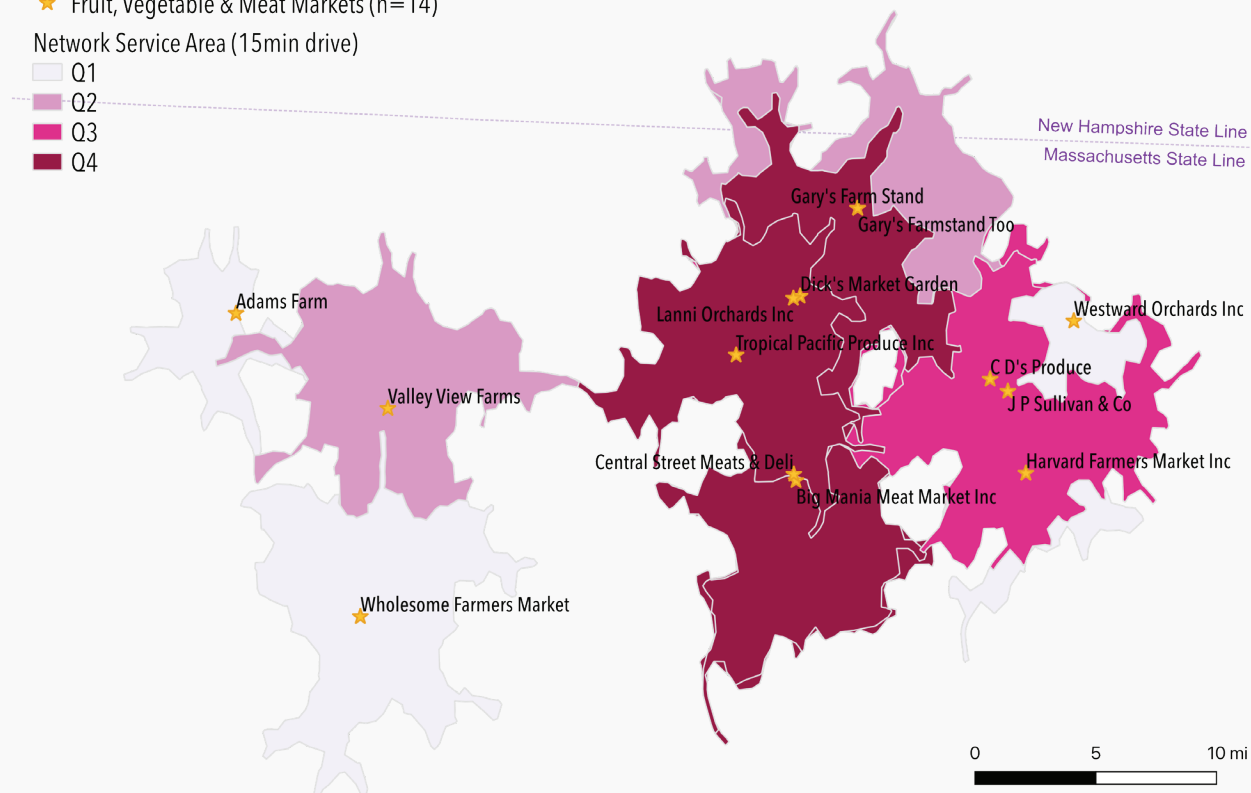 Fruit, Vegetable & Meat Markets (n=14)
Network Service Area (15min drive)
Q1
Q2
Q3
Q4
New Hampshire State Line
Massachusetts State Line
Gary's Farm Stand
Gary's Farmstand Too
Dick's Market Garden
Lanni Orchards Inc
Adams Farm
Westward Orchards Inc
Tropical Pacific Produce Inc
C D's Produce
Valley View Farms
J P Sullivan & Co
Central Street Meats & Deli
Harvard Farmers Market Inc
Big Mania Meat Market Inc
Wholesome Farmers Market
0 5 10 mi